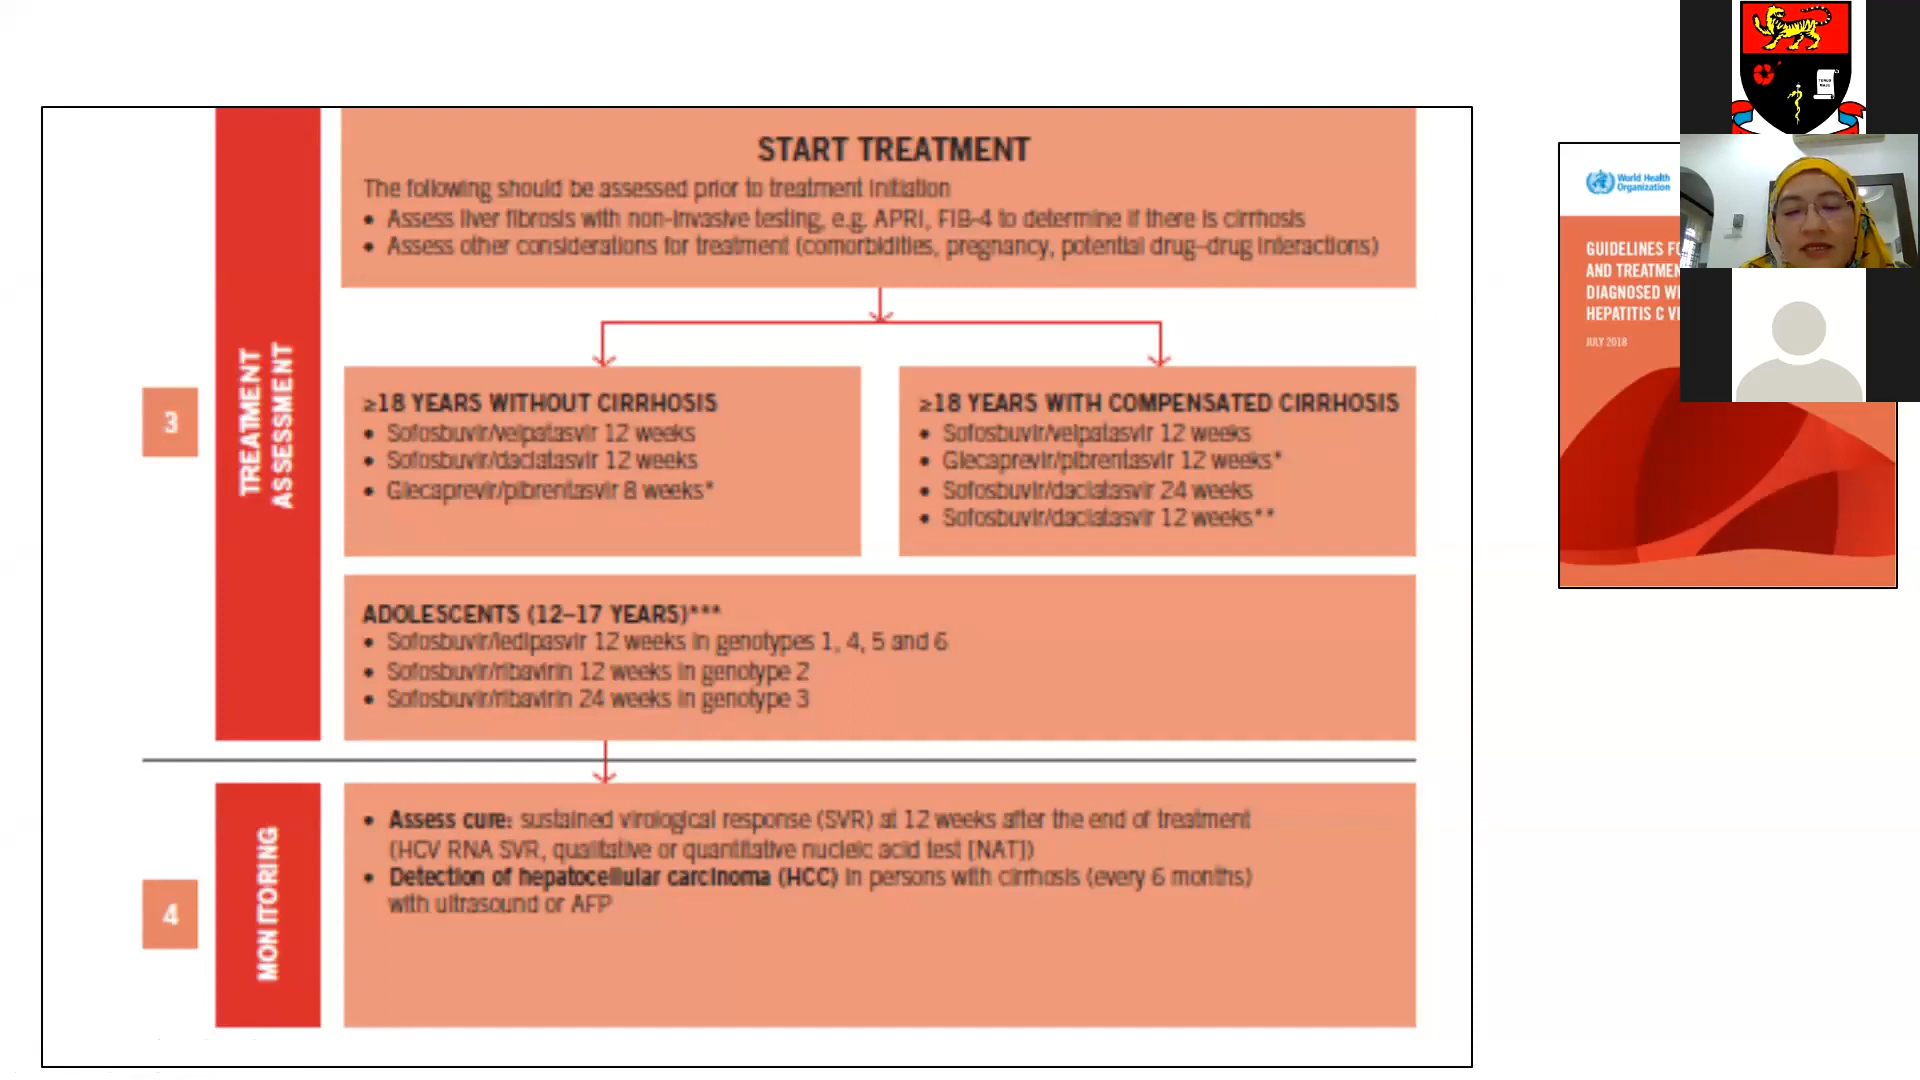 START TREATMENT
The following should be assessed prior to treatment initiation
• Assess liver fibrosis with non-invasive testing, e.g. APRI, FIB-4 to determine if there is cirrhosis
• Assess other considerations for treatment (comorbidities, pregnancy, potential drug–drug interactions)
3
TREATMENT
ASSESSMENT
≥18 YEARS WITHOUT CIRRHOSIS
• Sofosbuvir/velpatasvir 12 weeks
• Sofosbuvir/daclatasvir 12 weeks
• Glecaprevir/pibrentasvir 8 weeks*
≥18 YEARS WITH COMPENSATED CIRRHOSIS
• Sofosbuvir/velpatasvir 12 weeks
• Glecaprevir/pibrentasvir 12 weeks*
• Sofosbuvir/daclatasvir 24 weeks
• Sofosbuvir/daclatasvir 12 weeks**
ADOLESCENTS (12–17 YEARS)***
• Sofosbuvir/ledipasvir 12 weeks in genotypes 1, 4, 5 and 6
• Sofosbuvir/ribavirin 12 weeks in genotype 2
• Sofosbuvir/ribavirin 24 weeks in genotype 3
4
MONITORING
• Assess cure: sustained virological response (SVR) at 12 weeks after the end of treatment
(HCV RNA SVR, qualitative or quantitative nucleic acid test [NAT])
• Detection of hepatocellular carcinoma (HCC) in persons with cirrhosis (every 6 months)
with ultrasound or AFP
World Health
Organization
GUIDELINES
AND
DIAGNOSED
HEPATITIS C
JULY 2018